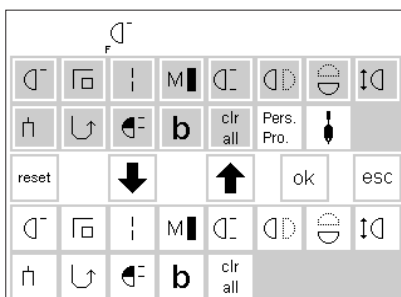 F
M
b clr all Pers. Pro.
reset ok esc
M
b clr all